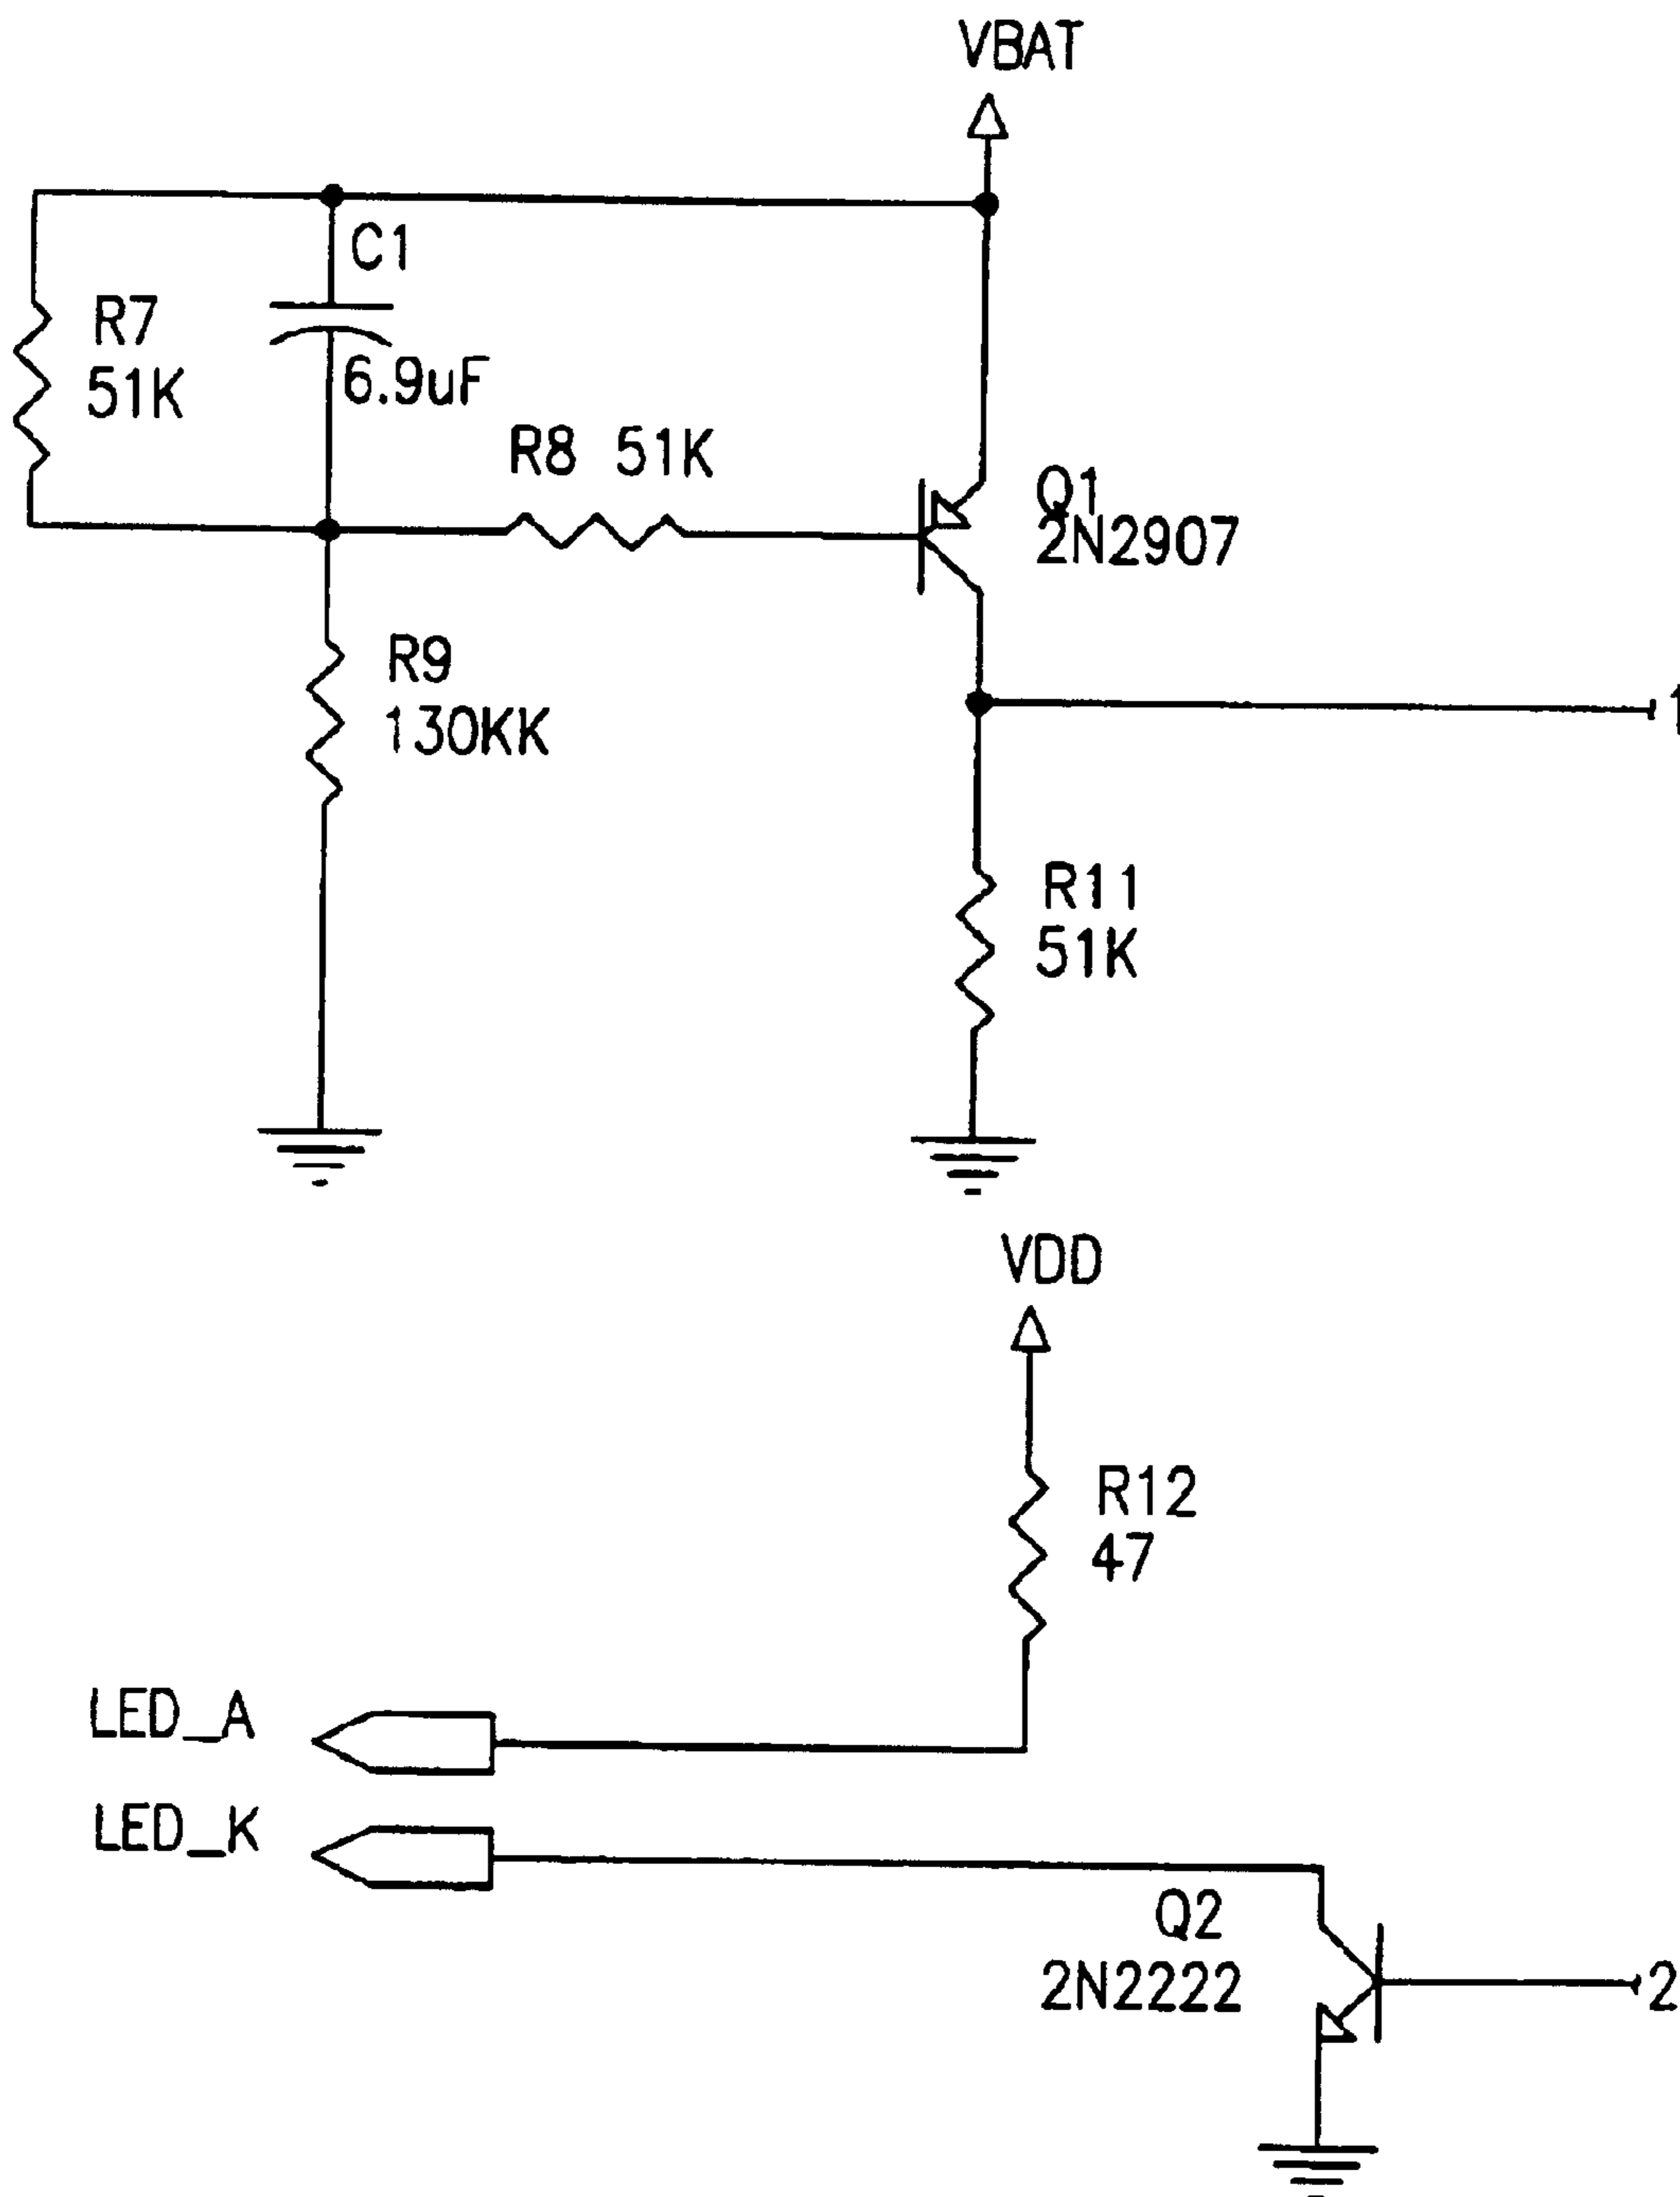 VBAT
C1
R7
51K
6.9uF
R8 51K
Q1
2N2907
R9
130KK
1
R11
51K
VDD
R12
47
LED_A
LED_K
Q2
2N2222
2